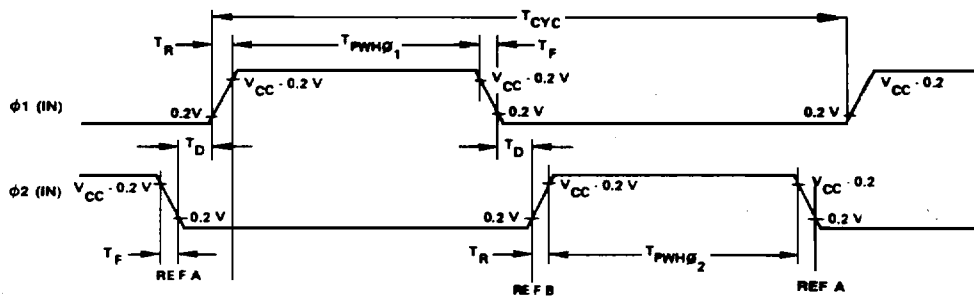 T_CYC
T_R T_PWHØ1 T_F
V_CC - 0.2 V V_CC - 0.2 V V_CC - 0.2
ϕ1 (IN)
0.2V 0.2 V 0.2 V
T_D T_D
ϕ2 (IN)
V_CC - 0.2 V V_CC - 0.2 V V_CC - 0.2
0.2 V 0.2 V 0.2 V
T_F T_R T_PWHØ2
REF A REF B REF A